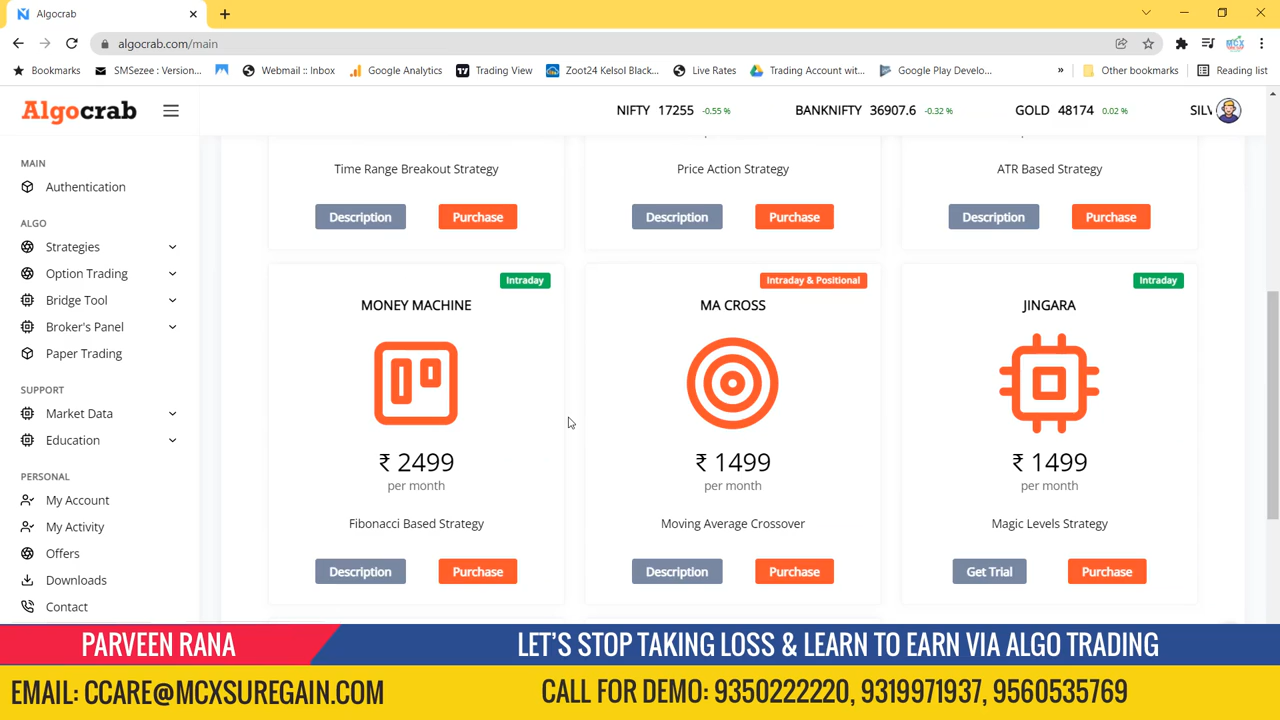 Algocrab
algocrab.com/main
Bookmarks
SMSezee : Version...
Webmail :: Inbox
Google Analytics
Trading View
Zoot24 Kelsol Black...
Live Rates
Trading Account wit...
Google Play Develo...
»
Other bookmarks
Reading list
Algocrab
NIFTY 17255 -0.55 %
BANKNIFTY 36907.6 -0.32 %
GOLD 48174 0.02 %
SILV
MAIN
Authentication
ALGO
Strategies
Option Trading
Bridge Tool
Broker's Panel
Paper Trading
SUPPORT
Market Data
Education
PERSONAL
My Account
My Activity
Offers
Downloads
Contact
Time Range Breakout Strategy
Description Purchase
Price Action Strategy
Description Purchase
ATR Based Strategy
Description Purchase
Intraday
MONEY MACHINE
₹ 2499
per month
Fibonacci Based Strategy
Description Purchase
Intraday & Positional
MA CROSS
₹ 1499
per month
Moving Average Crossover
Description Purchase
Intraday
JINGARA
₹ 1499
per month
Magic Levels Strategy
Get Trial Purchase
PARVEEN RANA
LET'S STOP TAKING LOSS & LEARN TO EARN VIA ALGO TRADING
EMAIL: CCARE@MCXSUREGAIN.COM
CALL FOR DEMO: 9350222220, 9319971937, 9560535769